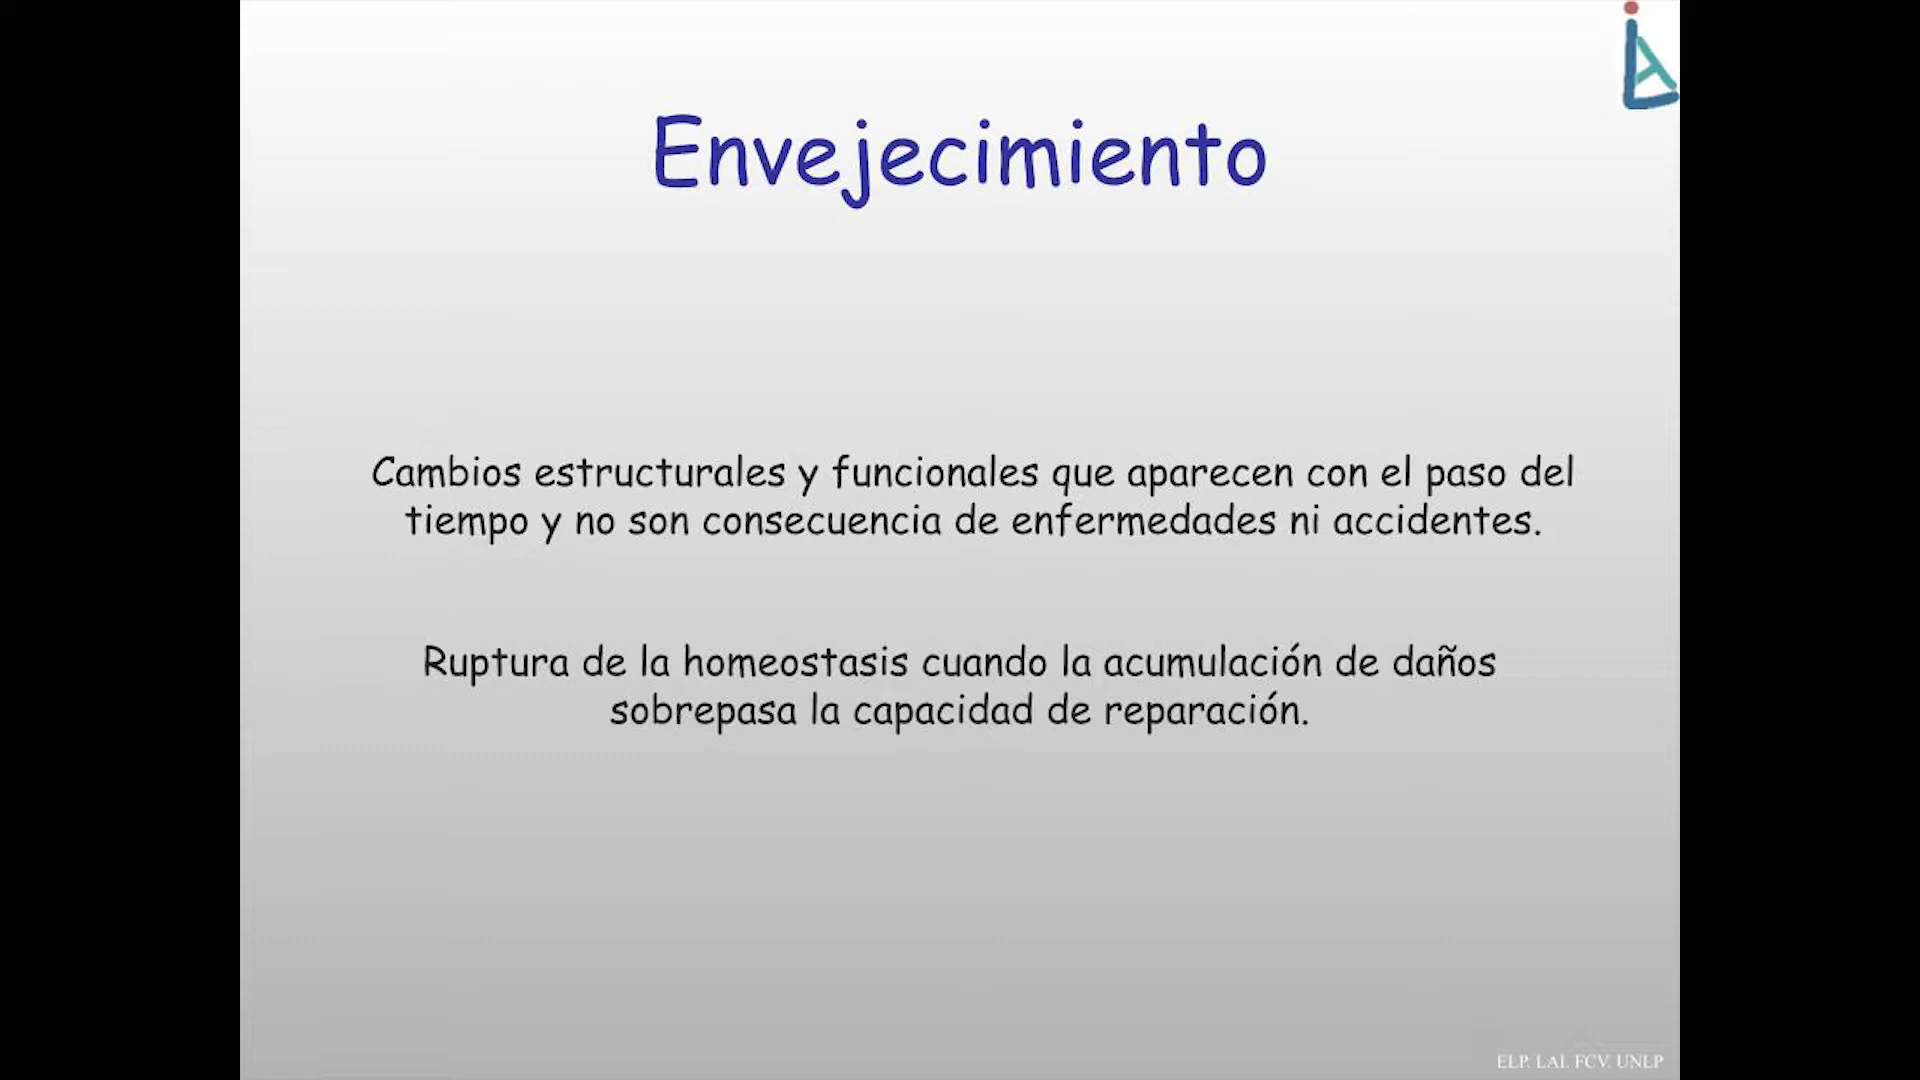 Envejecimiento
Cambios estructurales y funcionales que aparecen con el paso del
tiempo y no son consecuencia de enfermedades ni accidentes.
Ruptura de la homeostasis cuando la acumulación de daños
sobrepasa la capacidad de reparación.
ELP. LAI. FCV. UNLP